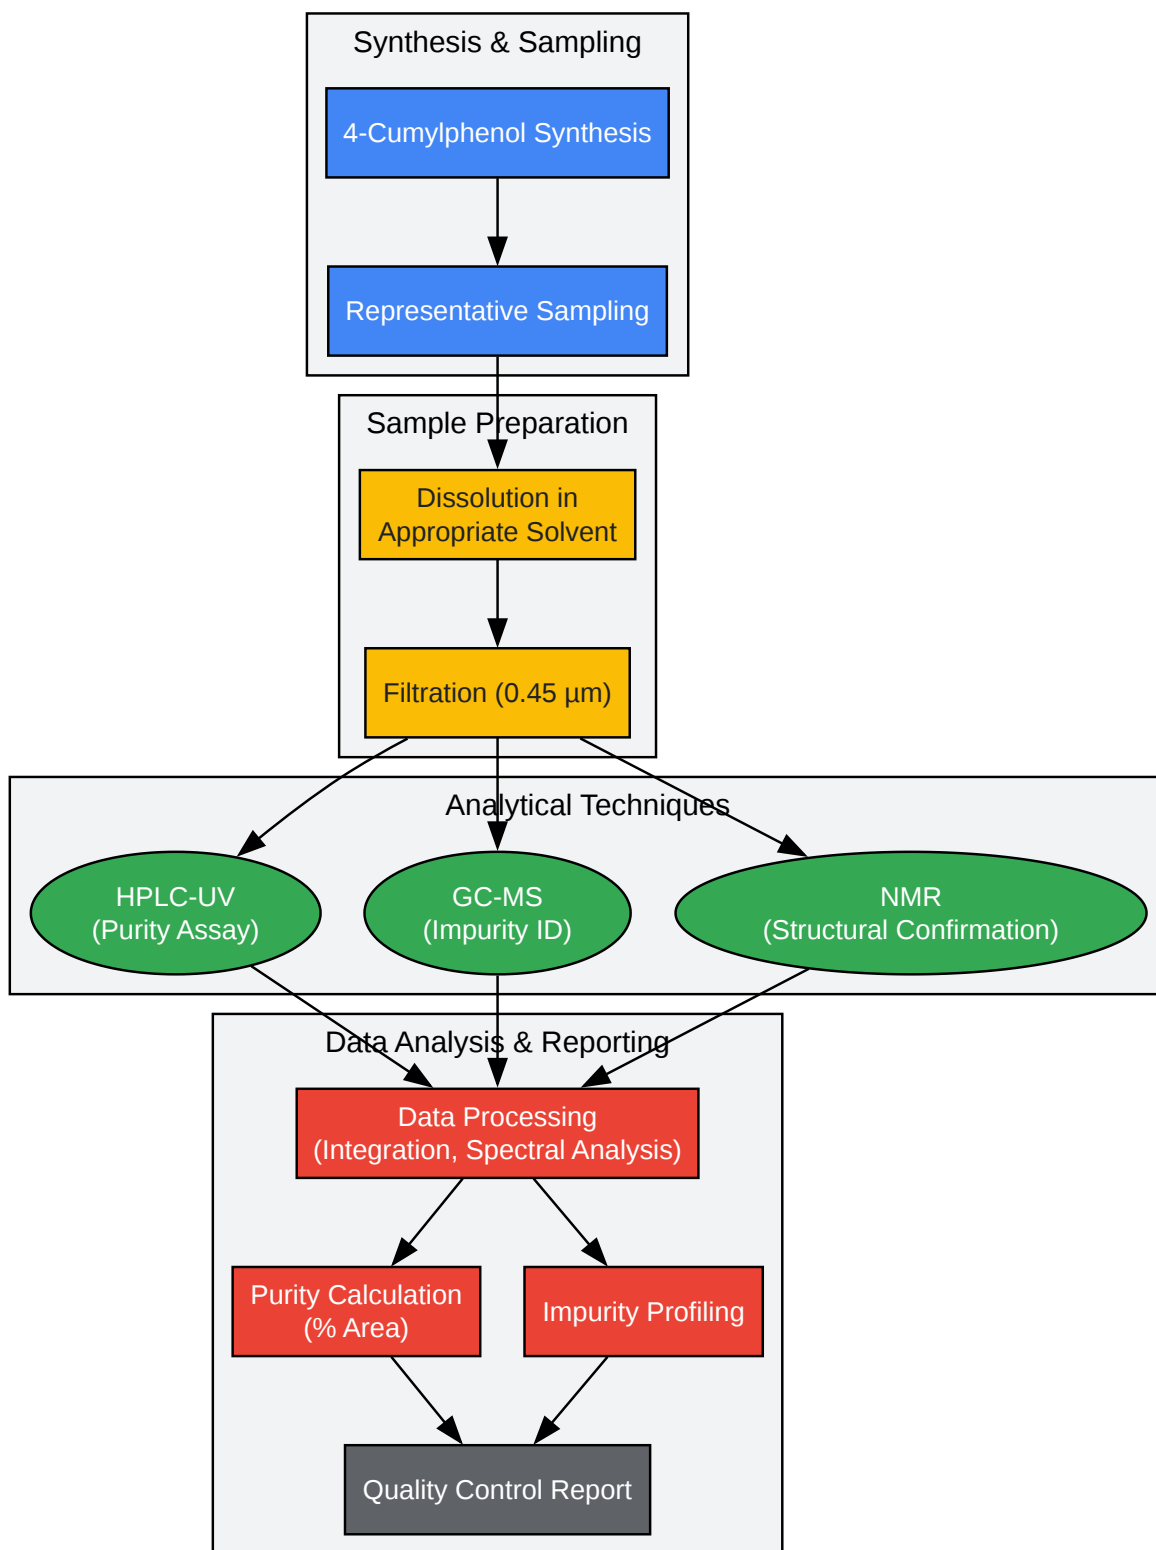 Synthesis & Sampling
4-Cumylphenol Synthesis
Representative Sampling
Sample Preparation
Dissolution in
Appropriate Solvent
Filtration (0.45 µm)
Analytical Techniques
HPLC-UV
(Purity Assay)
GC-MS
(Impurity ID)
NMR
(Structural Confirmation)
Data Analysis & Reporting
Data Processing
(Integration, Spectral Analysis)
Purity Calculation
(% Area)
Impurity Profiling
Quality Control Report